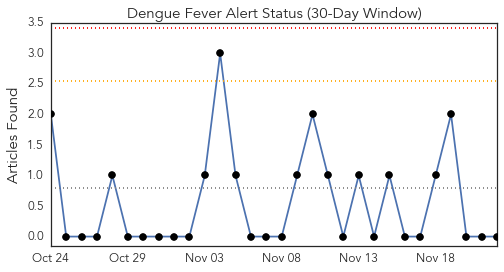 Dengue Fever Alert Status (30-Day Window)
Articles Found
3.5
3.0
2.5
2.0
1.5
1.0
0.5
0.0
Oct 24 Oct 29 Nov 03 Nov 08 Nov 13 Nov 18